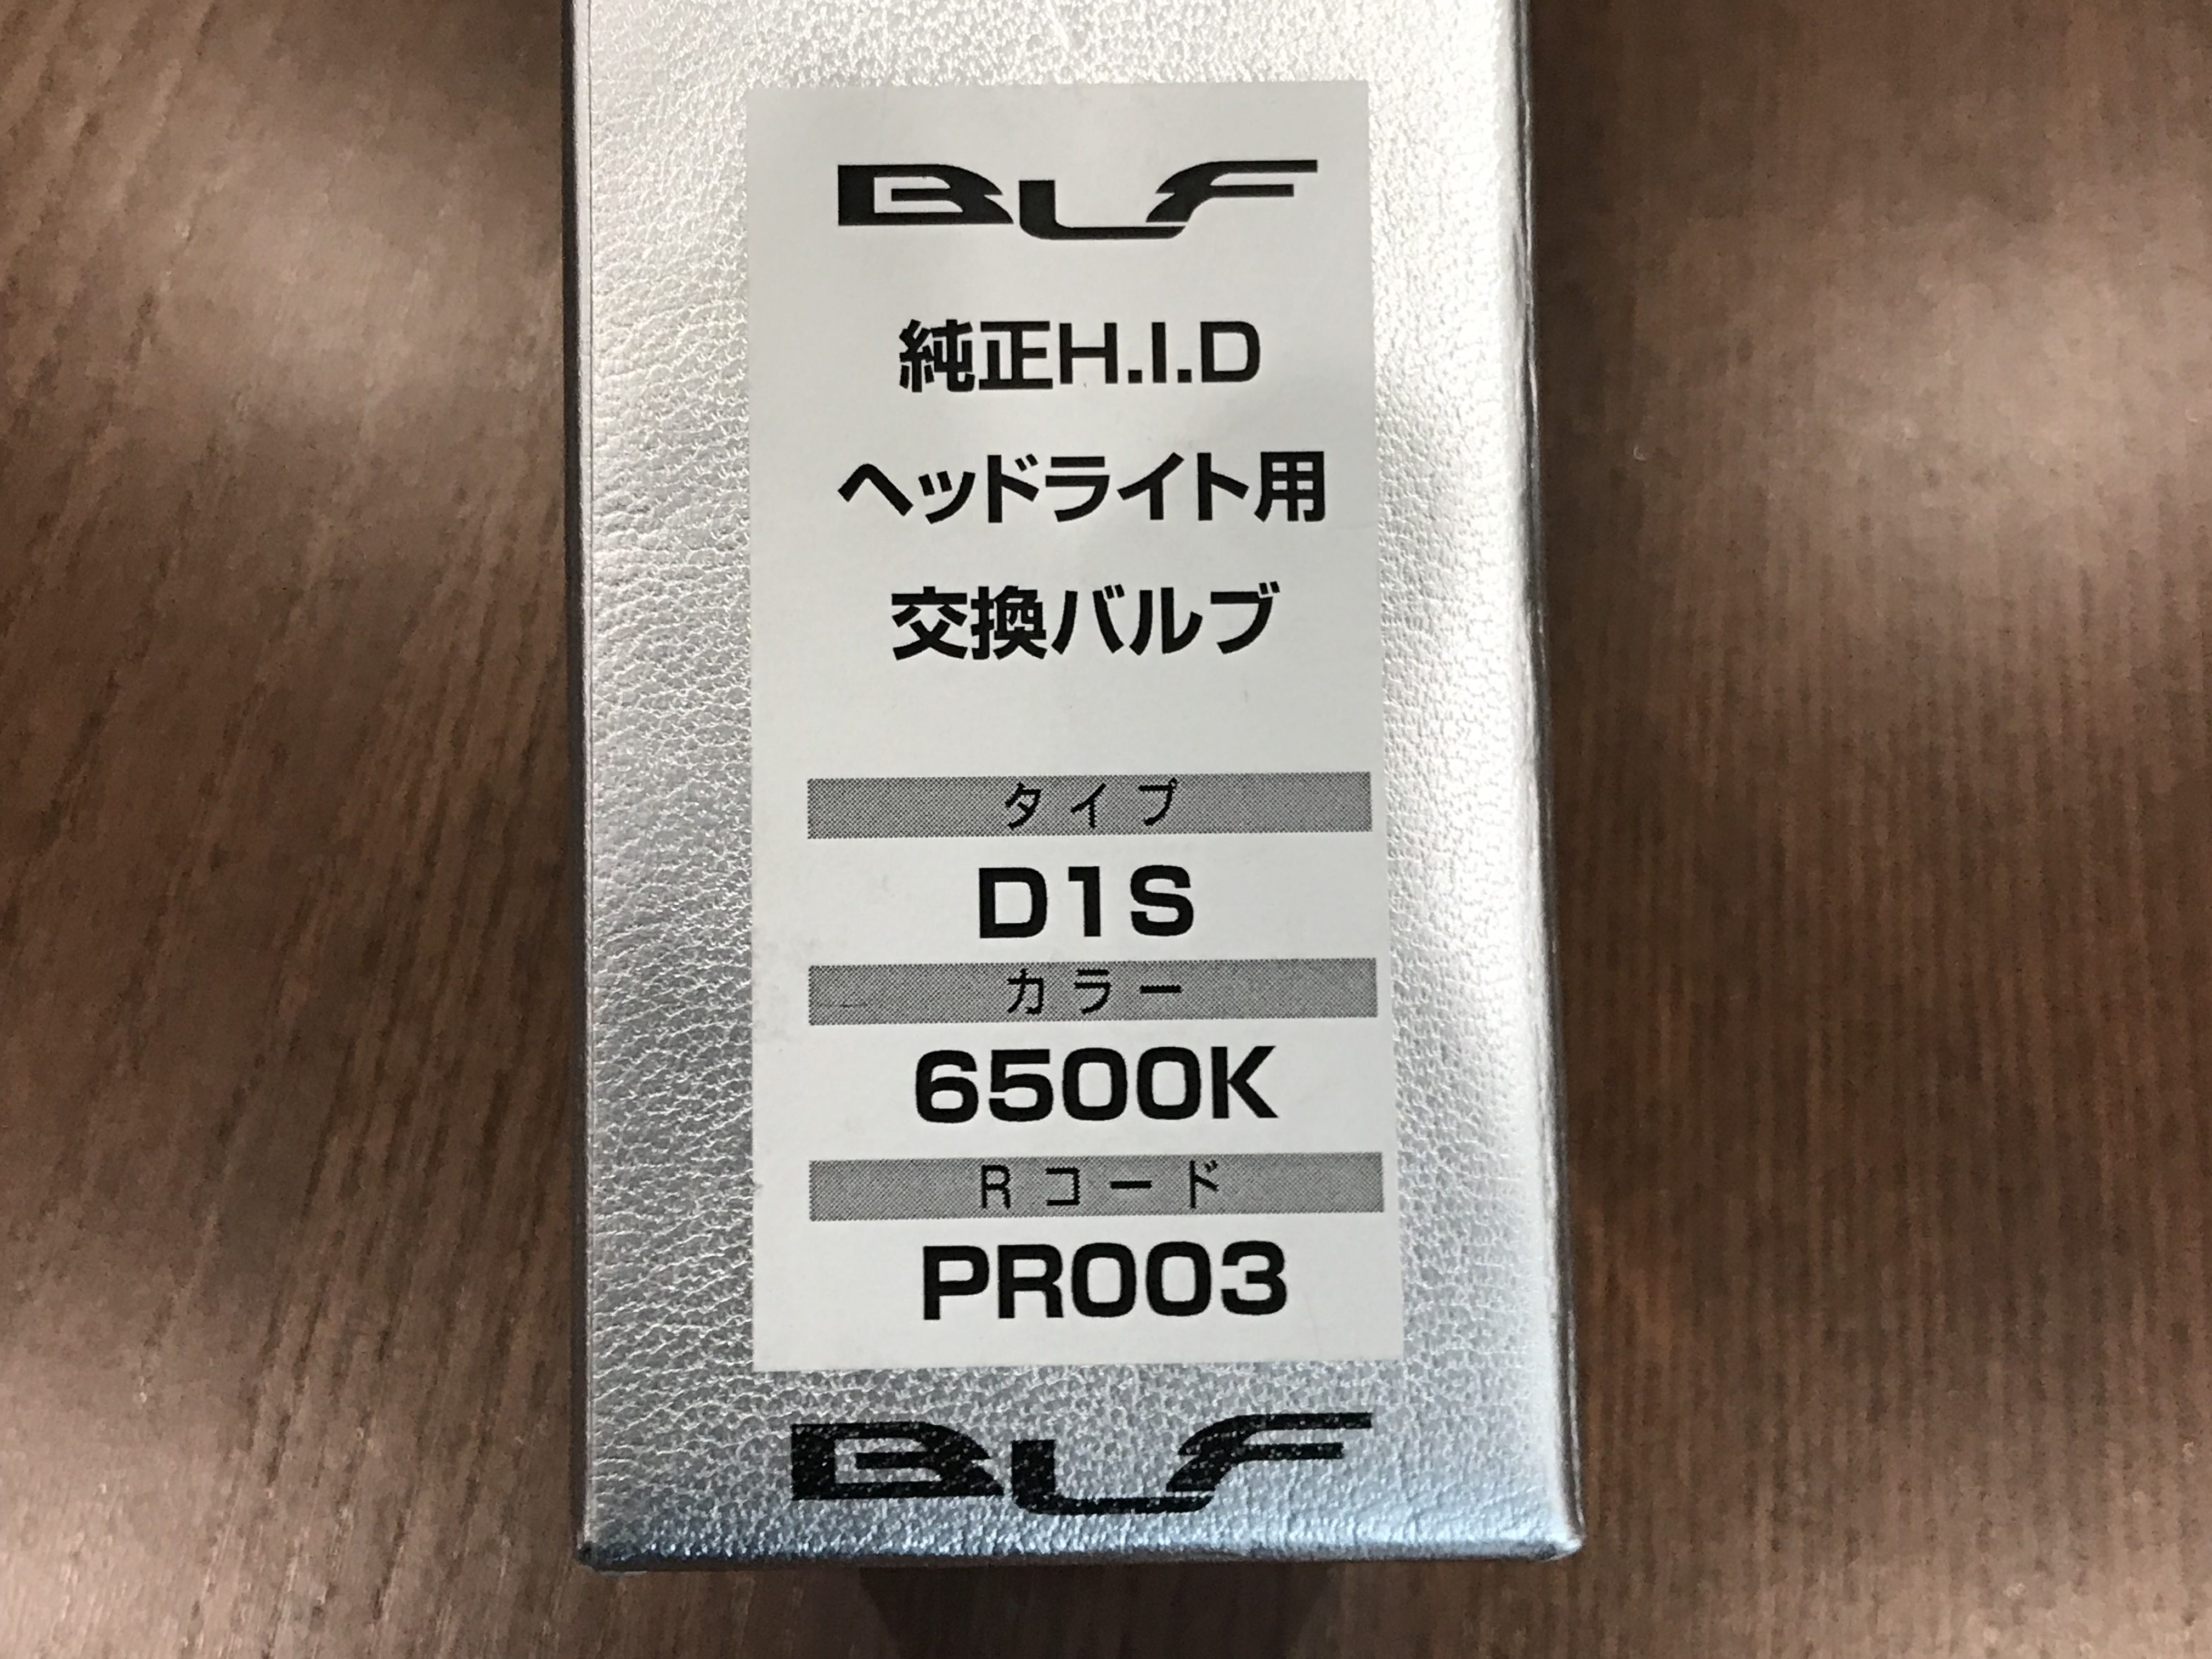 BLF
純正H.I.D
ヘッドライト用
交換バルブ
タイプ
D1S
カラー
6500K
Rコード
PR003
BLF